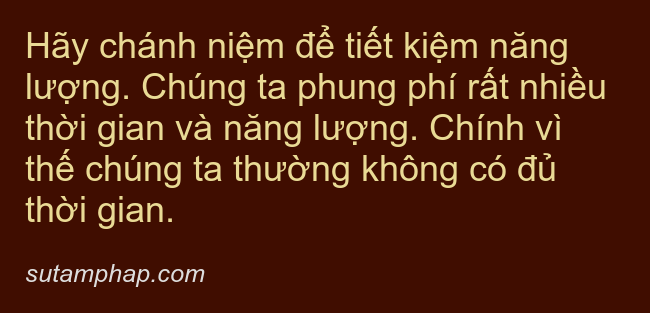 Hãy chánh niệm để tiết kiệm năng
lượng. Chúng ta phung phí rất nhiều
thời gian và năng lượng. Chính vì
thế chúng ta thường không có đủ
thời gian.
sutamphap.com